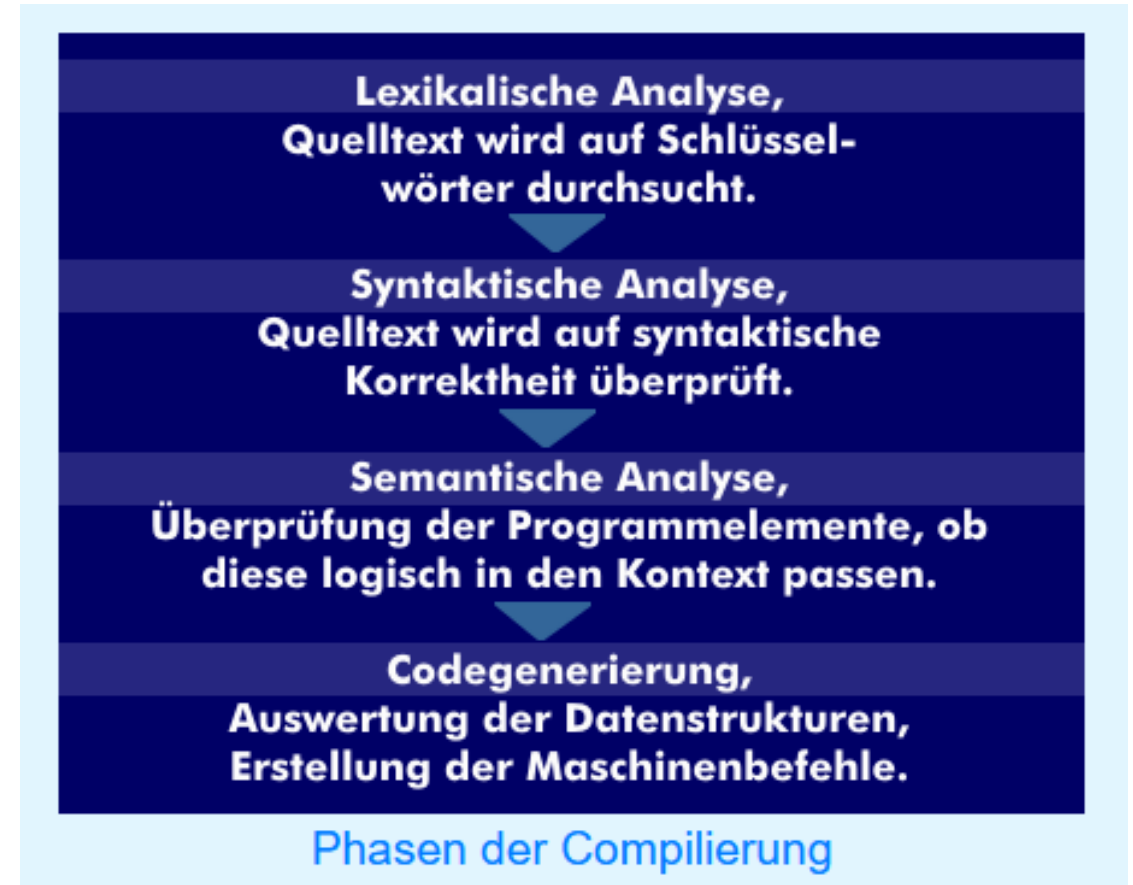 Lexikalische Analyse,
Quelltext wird auf Schlüssel-
wörter durchsucht.
Syntaktische Analyse,
Quelltext wird auf syntaktische
Korrektheit überprüft.
Semantische Analyse,
Überprüfung der Programmelemente, ob
diese logisch in den Kontext passen.
Codegenerierung,
Auswertung der Datenstrukturen,
Erstellung der Maschinenbefehle.
Phasen der Compilierung